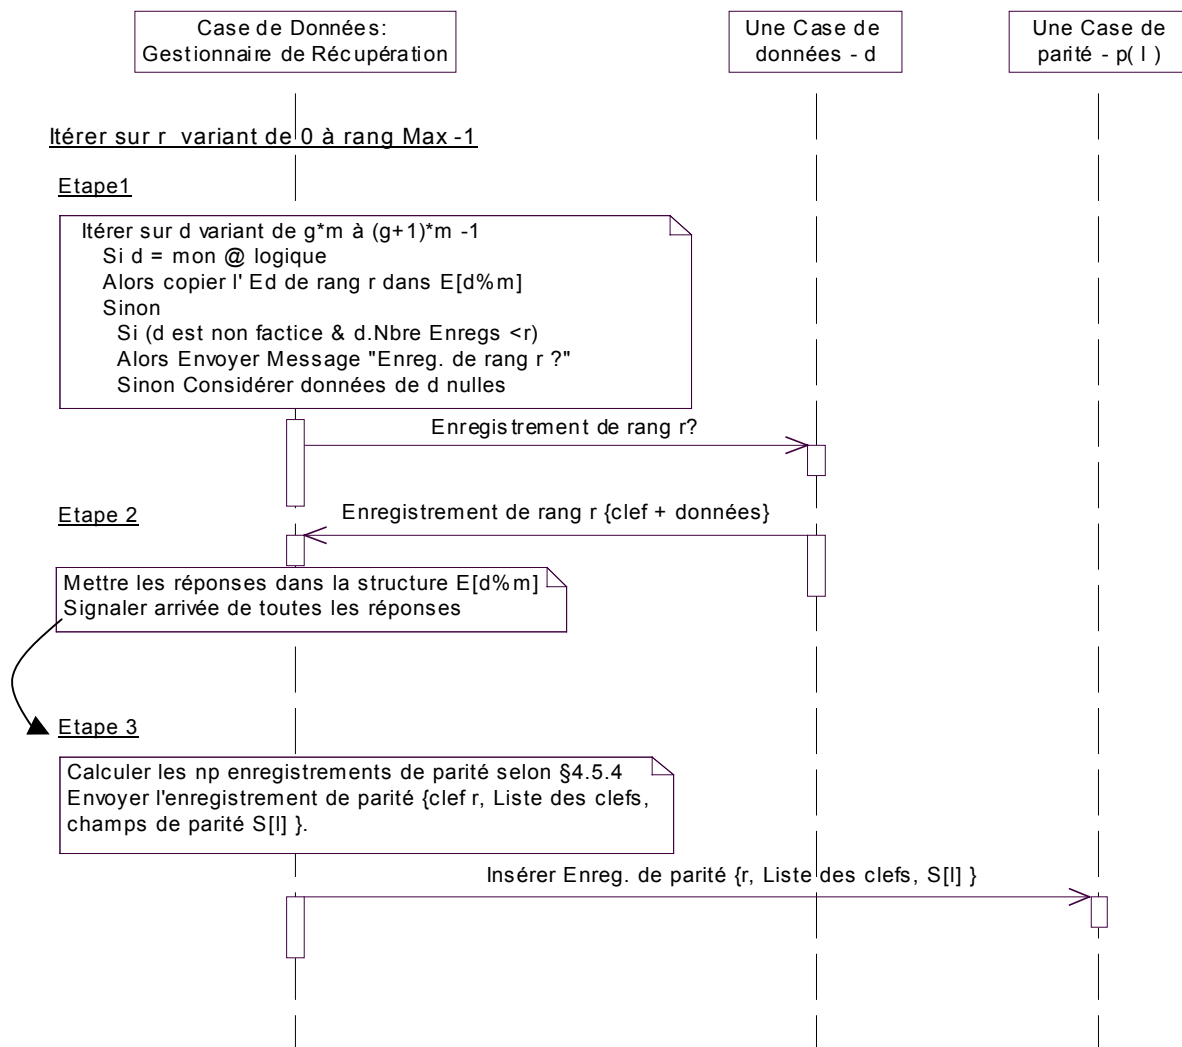 Case de Données:
Gestionnaire de Récupération
Une Case de
données - d
Une Case de
parité - p( l )
Itérer sur r variant de 0 à rang Max -1
Etape1
Itérer sur d variant de g*m à (g+1)*m -1
Si d = mon @ logique
Alors copier l' Ed de rang r dans E[d%m]
Sinon
Si (d est non factice & d.Nbre Enregs <r)
Alors Envoyer Message "Enreg. de rang r ?"
Sinon Considérer données de d nulles
Enregistrement de rang r?
Etape 2
Enregistrement de rang r {clef + données}
Mettre les réponses dans la structure E[d%m]
Signaler arrivée de toutes les réponses
Etape 3
Calculer les np enregistrements de parité selon §4.5.4
Envoyer l'enregistrement de parité {clef r, Liste des clefs,
champs de parité S[l] }.
Insérer Enreg. de parité {r, Liste des clefs, S[l] }